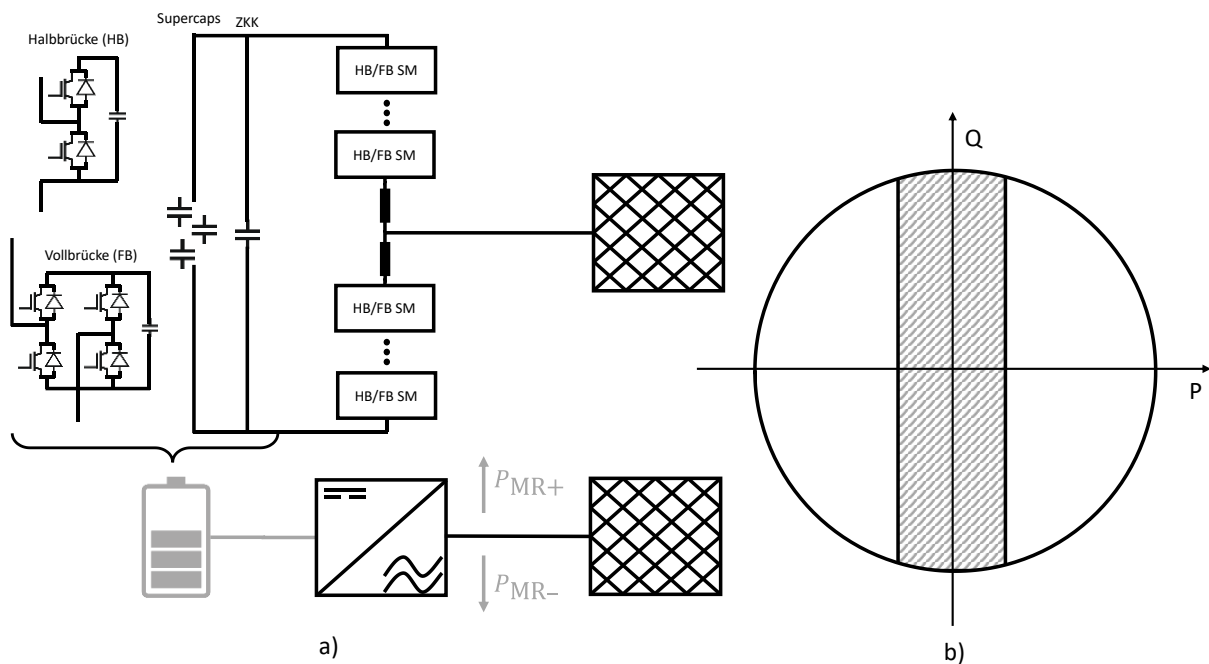 Supercaps
ZKK
Halbbrücke (HB)
HB/FB SM
HB/FB SM
Vollbrücke (FB)
HB/FB SM
HB/FB SM
P_MR+
P_MR−
a)
Q
P
b)